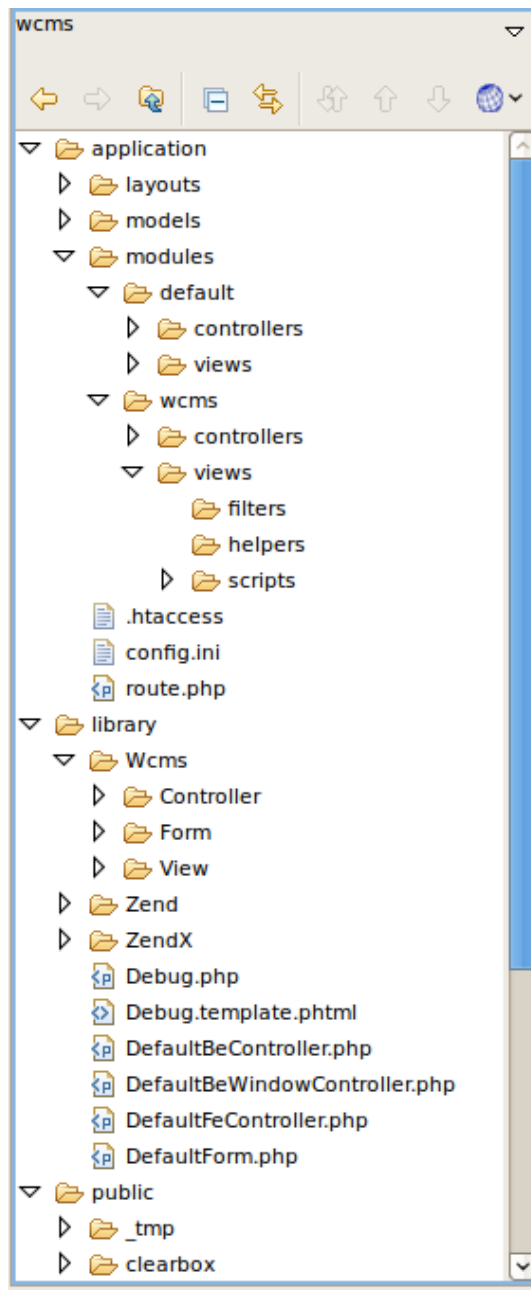 wcms
application
layouts
models
modules
default
controllers
views
wcms
controllers
views
filters
helpers
scripts
.htaccess
config.ini
route.php
library
Wcms
Controller
Form
View
Zend
ZendX
Debug.php
Debug.template.phtml
DefaultBeController.php
DefaultBeWindowController.php
DefaultFeController.php
DefaultForm.php
public
_tmp
clearbox